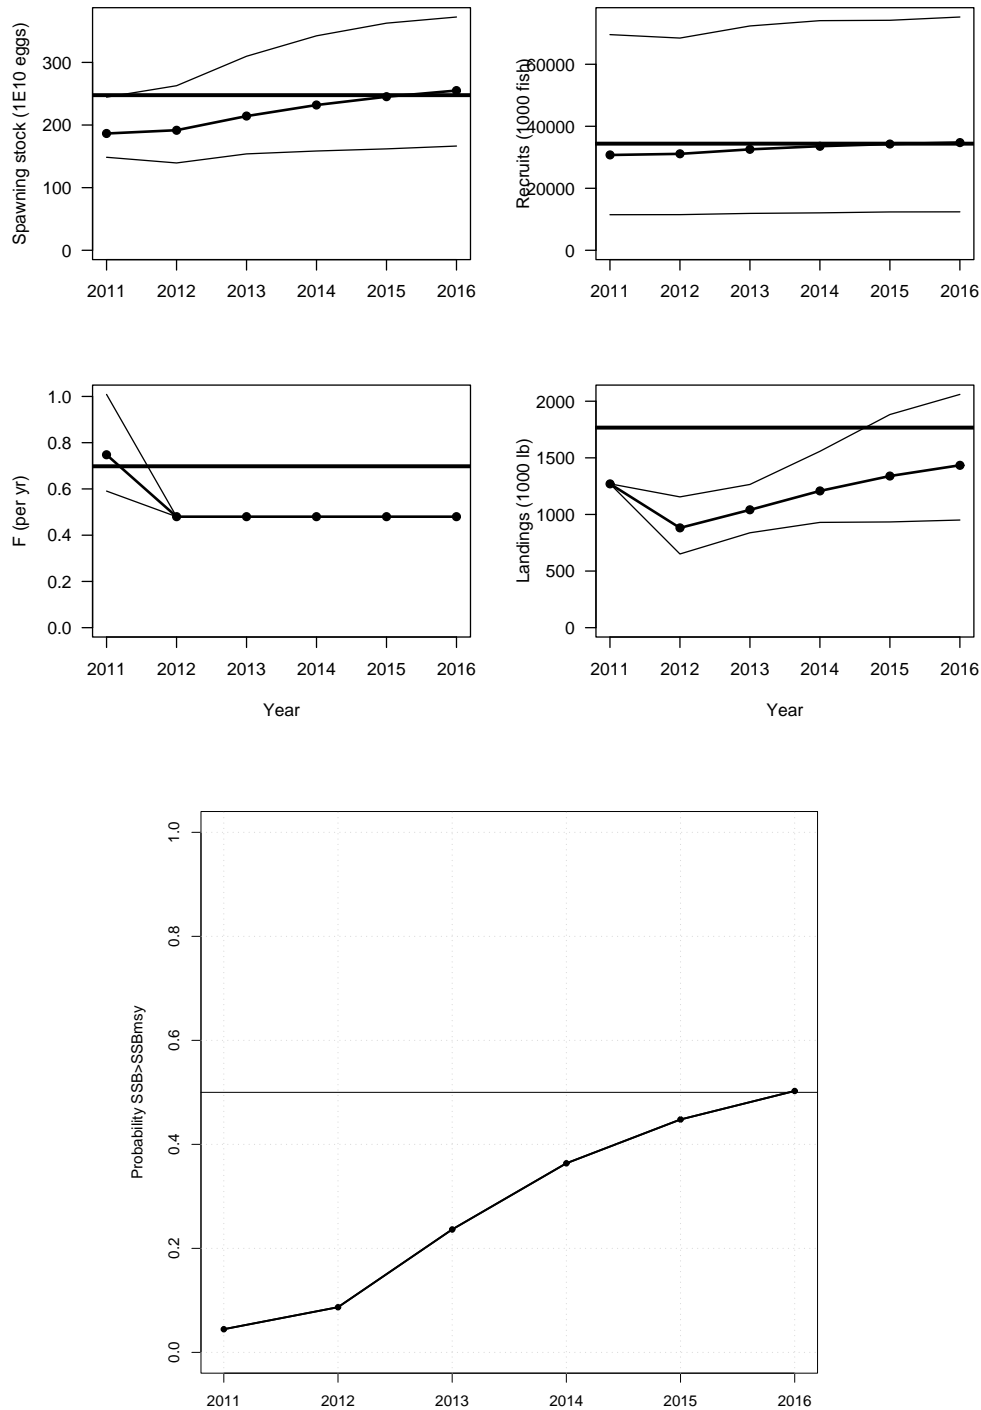 Spawning stock (1E10 eggs)
300
200
100
0
2011 2012 2013 2014 2015 2016
Recruits (1000 fish)
60000
40000
20000
0
2011 2012 2013 2014 2015 2016
F (per yr)
1.0
0.8
0.6
0.4
0.2
0.0
2011 2012 2013 2014 2015 2016
Year
Landings (1000 lb)
2000
1500
1000
500
0
2011 2012 2013 2014 2015 2016
Year
Probability SSB>SSBmsy
1.0
0.8
0.6
0.4
0.2
0.0
2011 2012 2013 2014 2015 2016